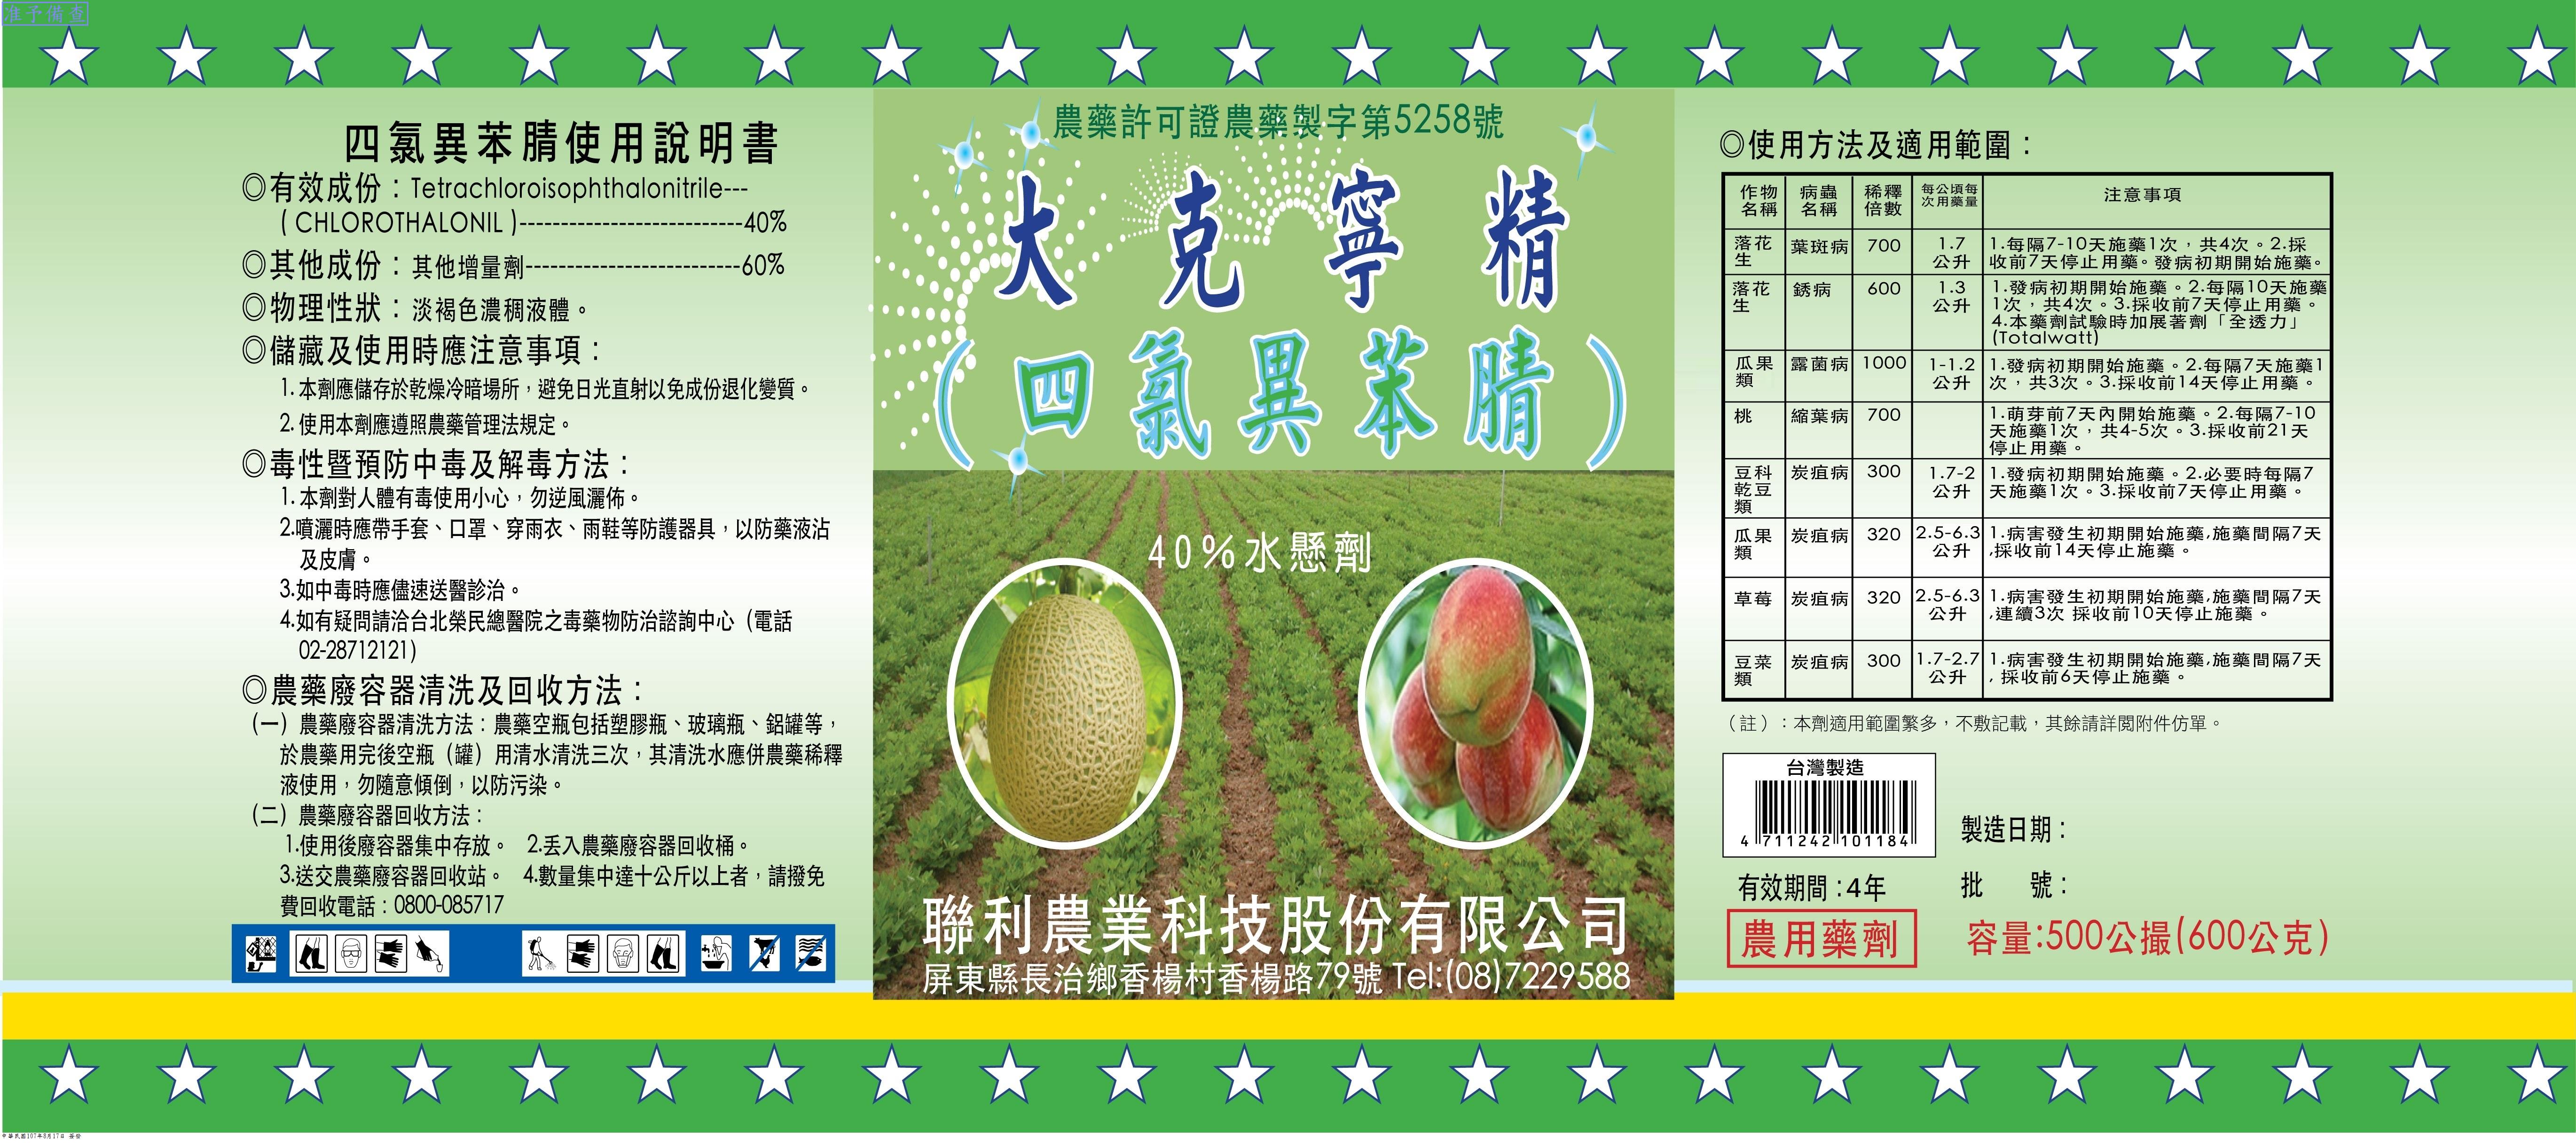 准予備查
四氯異苯腈使用說明書
◎有效成份：Tetrachloroisophthalonitrile---
( CHLOROTHALONIL )---------------------------40%
◎其他成份：其他增量劑--------------------------60%
◎物理性狀：淡褐色濃稠液體。
◎儲藏及使用時應注意事項：
1. 本劑應儲存於乾燥冷暗場所，避免日光直射以免成份退化變質。
2. 使用本劑應遵照農藥管理法規定。
◎毒性暨預防中毒及解毒方法：
1. 本劑對人體有毒使用小心，勿逆風灑佈。
2.噴灑時應帶手套、口罩、穿雨衣、雨鞋等防護器具，以防藥液沾
及皮膚。
3.如中毒時應儘速送醫診治。
4.如有疑問請洽台北榮民總醫院之毒藥物防治諮詢中心（電話
02-28712121)
◎農藥廢容器清洗及回收方法：
(一）農藥廢容器清洗方法：農藥空瓶包括塑膠瓶、玻璃瓶、鋁罐等，
於農藥用完後空瓶（罐）用清水清洗三次，其清洗水應併農藥稀釋
液使用，勿隨意傾倒，以防污染。
(二）農藥廢容器回收方法：
1.使用後廢容器集中存放。 2.丟入農藥廢容器回收桶。
3.送交農藥廢容器回收站。 4.數量集中達十公斤以上者，請撥免
費回收電話：0800-085717
農藥許可證農藥製字第5258號
大克寧精
(四氯異苯腈)
40%水懸劑
聯利農業科技股份有限公司
屏東縣長治鄉香楊村香楊路79號 Tel:(08)7229588
◎使用方法及適用範圍：
作物名稱 病蟲名稱 稀釋倍數 每公頃每次用藥量 注意事項
落花生 葉斑病 700 1.7公升 1.每隔7-10天施藥1次，共4次。2.採
收前7天停止用藥。發病初期開始施藥。
落花生 銹病 600 1.3公升 1.發病初期開始施藥。2.每隔10天施藥
1次，共4次。3.採收前7天停止用藥。
4.本藥劑試驗時加展著劑「全透力」
(Totalwatt)
瓜果類 露菌病 1000 1-1.2公升 1.發病初期開始施藥。2.每隔7天施藥1
次，共3次。3.採收前14天停止用藥。
桃 縮葉病 700 1.萌芽前7天內開始施藥。2.每隔7-10
天施藥1次，共4-5次。3.採收前21天
停止用藥。
豆科乾豆類 炭疽病 300 1.7-2公升 1.發病初期開始施藥。2.必要時每隔7
天施藥1次。3.採收前7天停止用藥。
瓜果類 炭疽病 320 2.5-6.3公升 1.病害發生初期開始施藥,施藥間隔7天
,採收前14天停止施藥。
草莓 炭疽病 320 2.5-6.3公升 1.病害發生初期開始施藥,施藥間隔7天
,連續3次 採收前10天停止施藥。
豆菜類 炭疽病 300 1.7-2.7公升 1.病害發生初期開始施藥,施藥間隔7天
, 採收前6天停止施藥。
（註）：本劑適用範圍繁多，不敷記載，其餘請詳閱附件仿單。
台灣製造
4 711242 101184
製造日期：
有效期間：4年
批 號：
農用藥劑
容量:500公撮(600公克)
中華民國107年8月17日